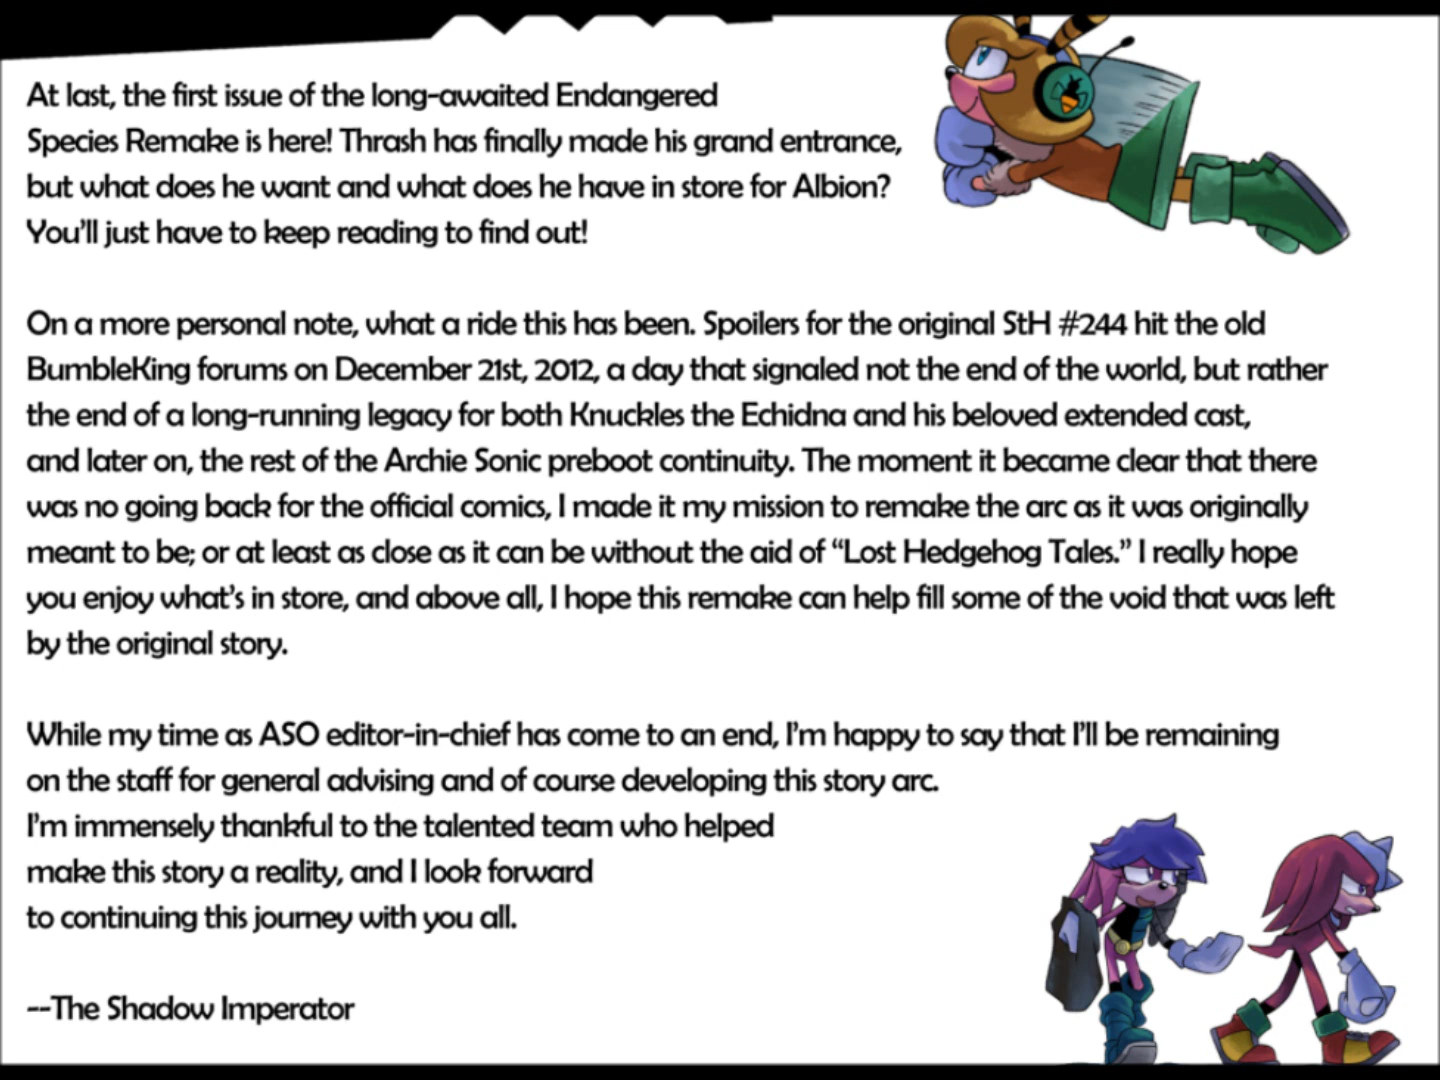 At last, the first issue of the long-awaited Endangered
Species Remake is here! Thrash has finally made his grand entrance,
but what does he want and what does he have in store for Albion?
You'll just have to keep reading to find out!
On a more personal note, what a ride this has been. Spoilers for the original StH #244 hit the old
BumbleKing forums on December 21st, 2012, a day that signaled not the end of the world, but rather
the end of a long-running legacy for both Knuckles the Echidna and his beloved extended cast,
and later on, the rest of the Archie Sonic preboot continuity. The moment it became clear that there
was no going back for the official comics, I made it my mission to remake the arc as it was originally
meant to be; or at least as close as it can be without the aid of “Lost Hedgehog Tales.” I really hope
you enjoy what's in store, and above all, I hope this remake can help fill some of the void that was left
by the original story.
While my time as ASO editor-in-chief has come to an end, I'm happy to say that I'll be remaining
on the staff for general advising and of course developing this story arc.
I'm immensely thankful to the talented team who helped
make this story a reality, and I look forward
to continuing this journey with you all.
--The Shadow Imperator